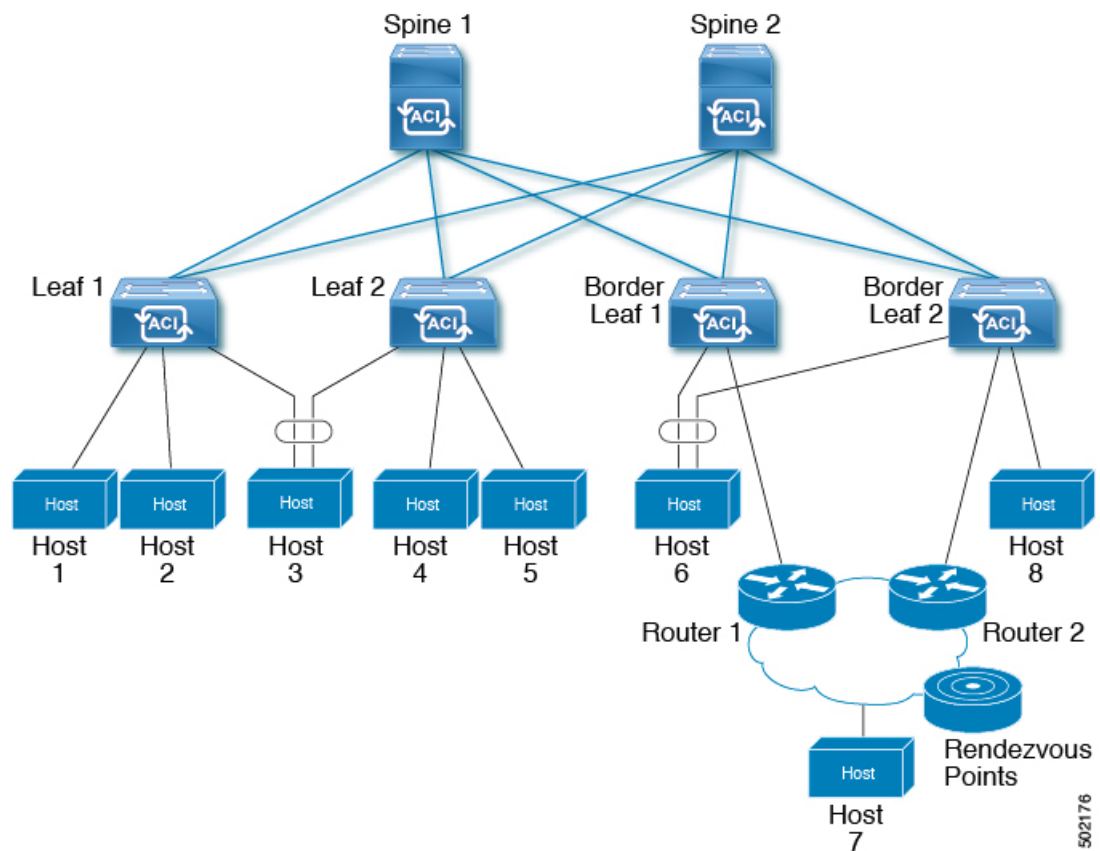 Spine 1
Spine 2
ACI
ACI
Leaf 1
Leaf 2
Border
Leaf 1
Border
Leaf 2
ACI
ACI
ACI
ACI
Host
Host
Host
Host
Host
Host
Host
Host
1
Host
2
Host
3
Host
4
Host
5
Host
6
Host
8
Router 1
Router 2
Rendezvous
Points
Host
Host
7
502176